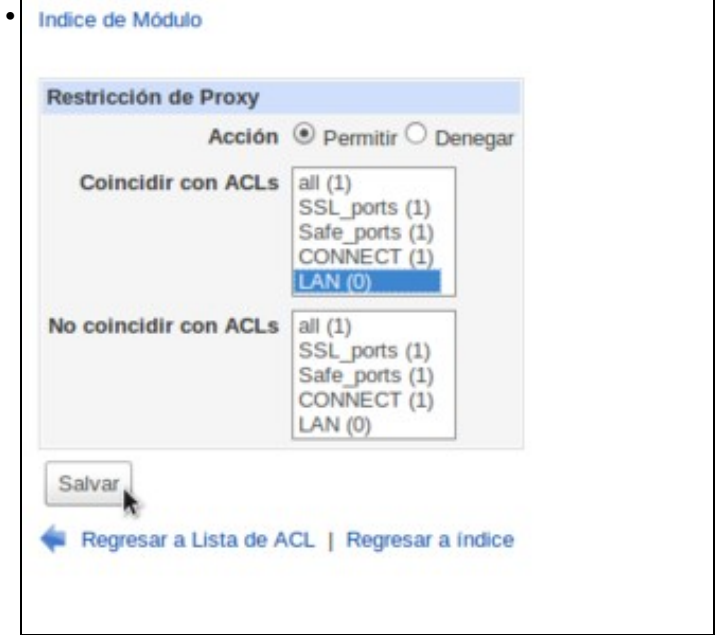 Indice de Módulo
Restricción de Proxy
Acción Permitir Denegar
Coincidir con ACLs
all (1)
SSL_ports (1)
Safe_ports (1)
CONNECT (1)
LAN (0)
No coincidir con ACLs
all (1)
SSL_ports (1)
Safe_ports (1)
CONNECT (1)
LAN (0)
Salvar
Regresar a Lista de ACL | Regresar a índice